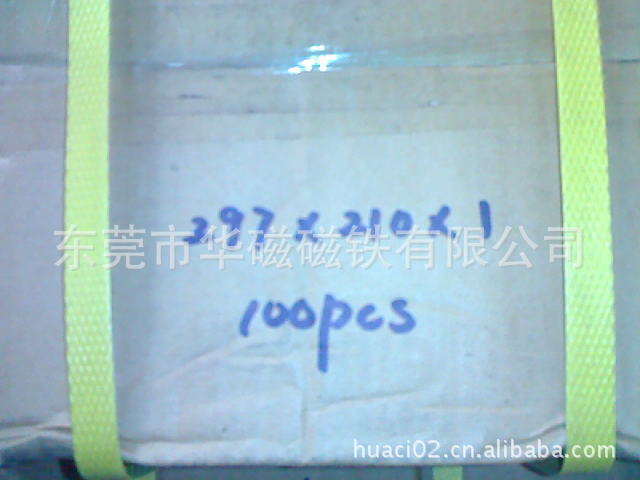 297 x 210 x 1
东莞市华磁磁铁有限公司
100pcs
huaci02.cn.alibaba.com